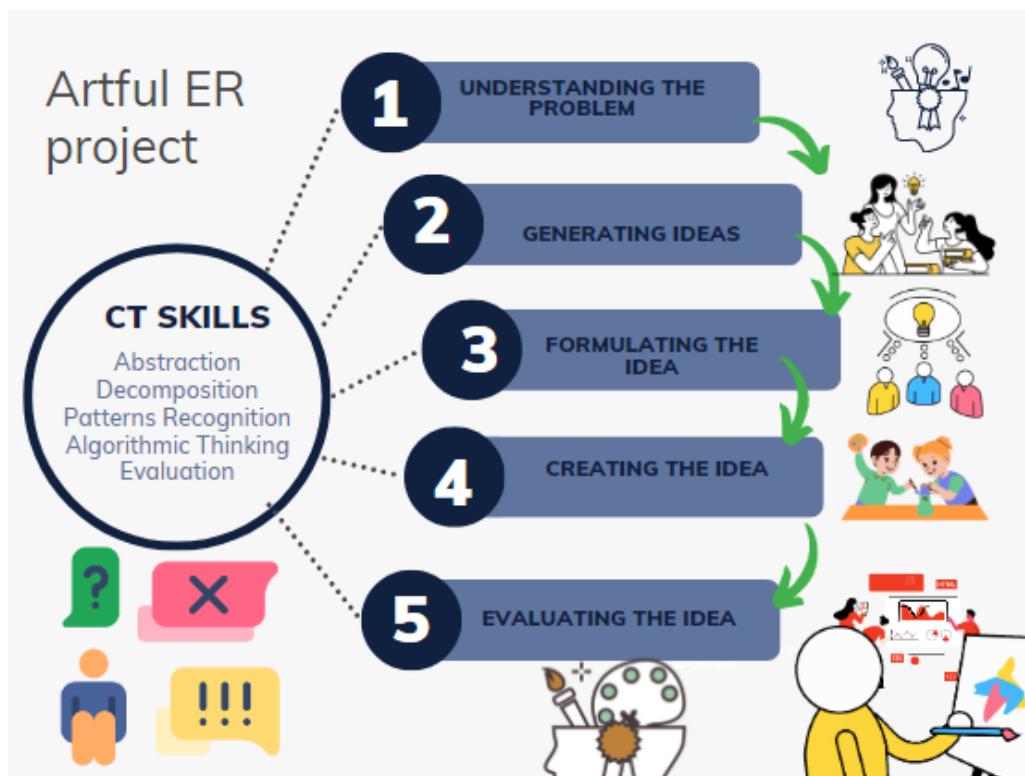 Artful ER
project
1
UNDERSTANDING THE
PROBLEM
2
GENERATING IDEAS
CT SKILLS
Abstraction
Decomposition
Patterns Recognition
Algorithmic Thinking
Evaluation
3
FORMULATING THE
IDEA
4
CREATING THE IDEA
5
EVALUATING THE IDEA
?
!!!
HTML